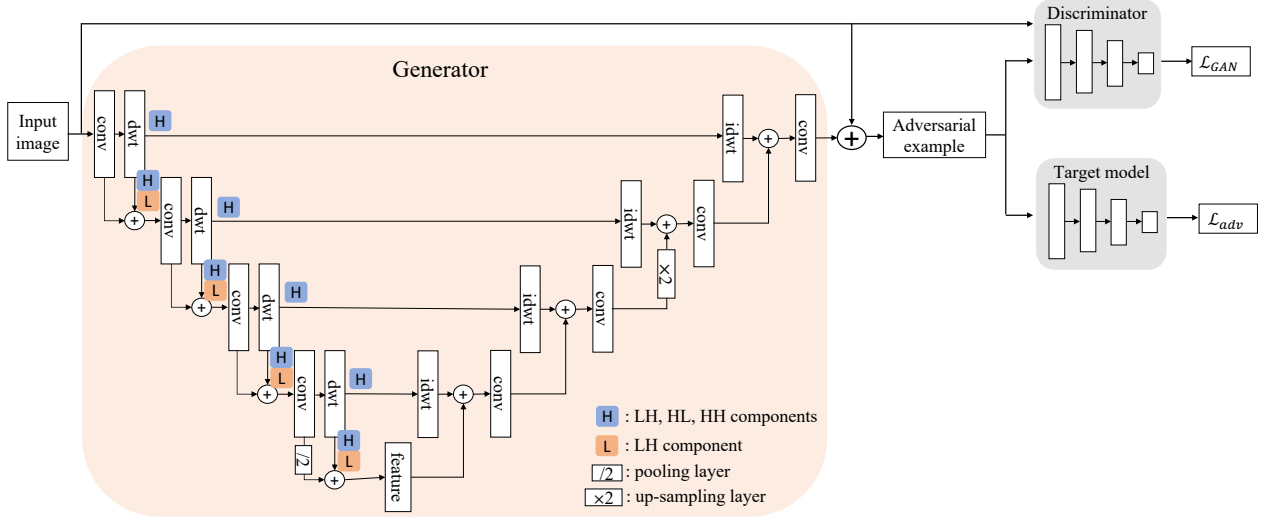 Discriminator
Generator
ℒ_GAN
Input
image
conv
dwt
H
idwt
+
conv
+
Adversarial
example
H
L
+
conv
dwt
H
idwt
+
conv
Target model
ℒ_adv
×2
H
L
+
conv
dwt
H
idwt
+
conv
H
L
+
conv
dwt
H
idwt
+
conv
H
L
/2
+
feature
H : LH, HL, HH components
L : LH component
/2 : pooling layer
×2 : up-sampling layer